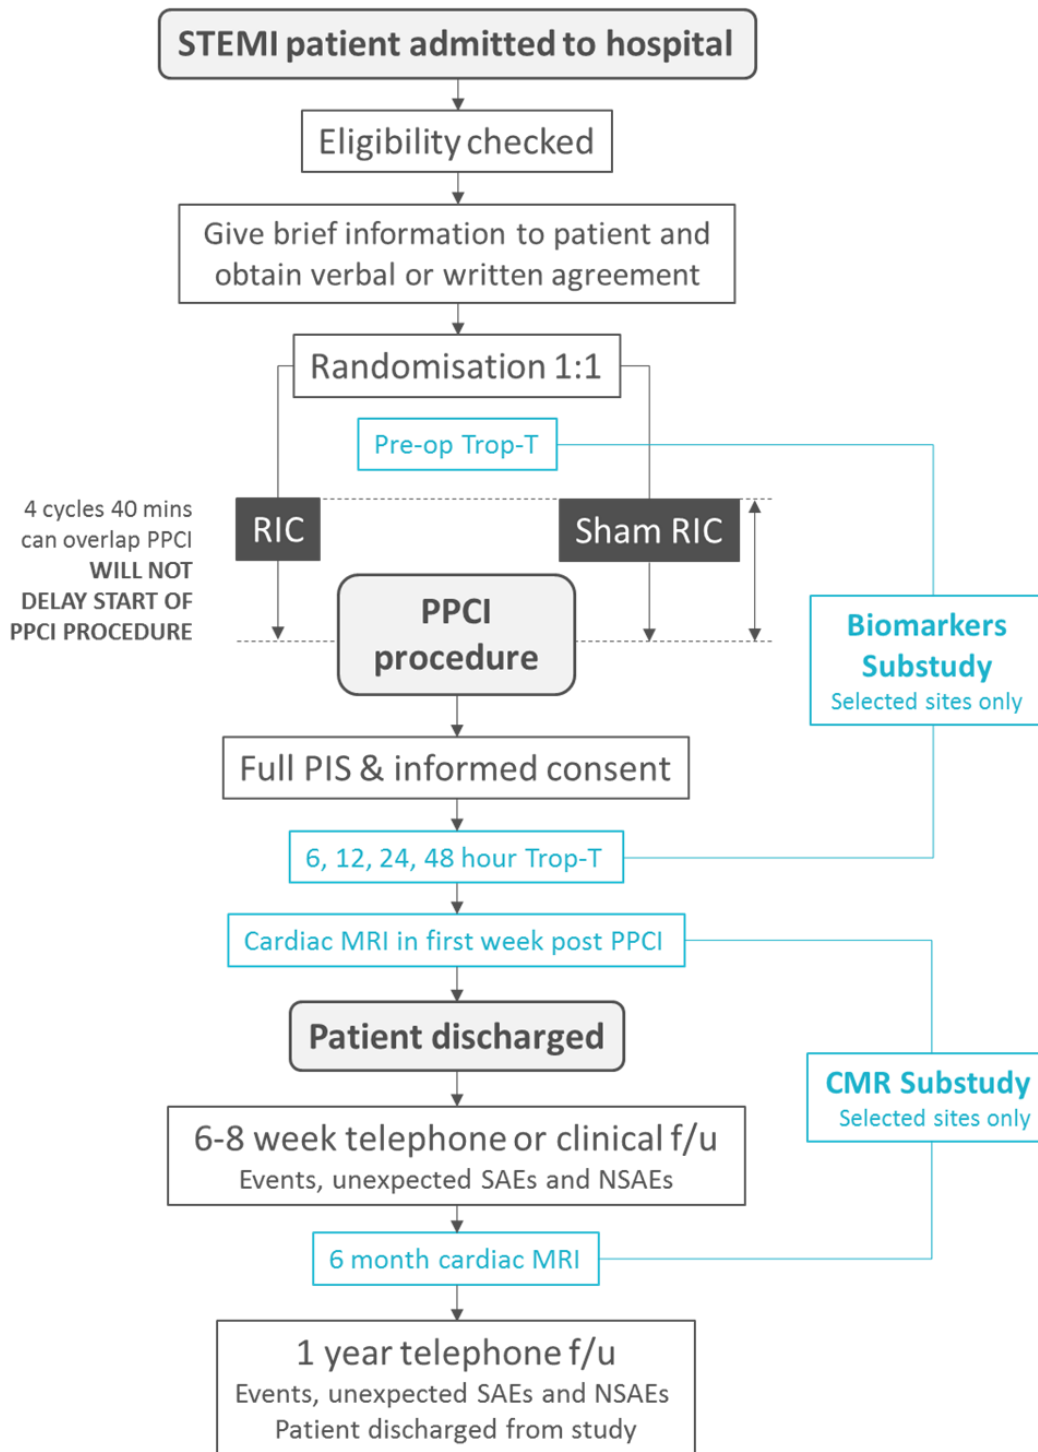 STEMI patient admitted to hospital
Eligibility checked
Give brief information to patient and
obtain verbal or written agreement
Randomisation 1:1
Pre-op Trop-T
4 cycles 40 mins
can overlap PPCI
WILL NOT
DELAY START OF
PPCI PROCEDURE
RIC
Sham RIC
PPCI
procedure
Biomarkers
Substudy
Selected sites only
Full PIS & informed consent
6, 12, 24, 48 hour Trop-T
Cardiac MRI in first week post PPCI
Patient discharged
CMR Substudy
Selected sites only
6-8 week telephone or clinical f/u
Events, unexpected SAEs and NSAEs
6 month cardiac MRI
1 year telephone f/u
Events, unexpected SAEs and NSAEs
Patient discharged from study